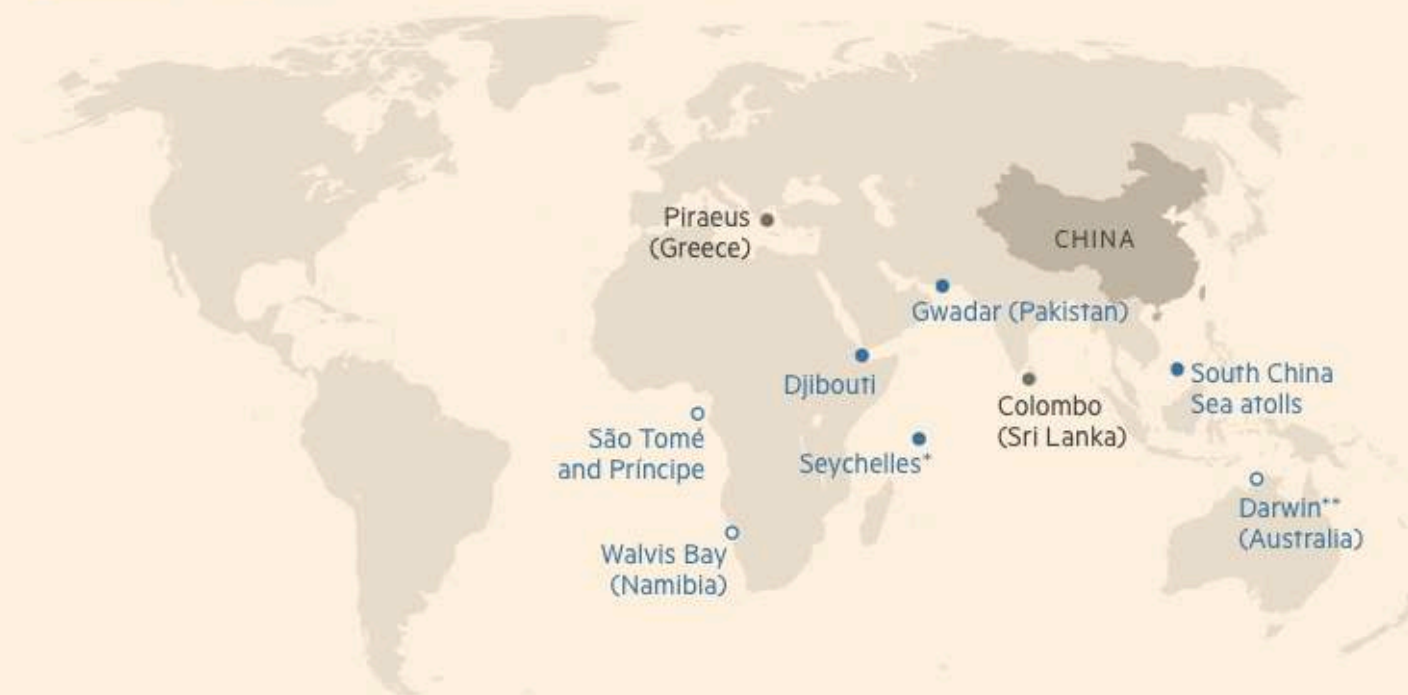 Piraeus
(Greece)
CHINA
Gwadar (Pakistan)
Djibouti
South China
Sea atolls
Colombo
(Sri Lanka)
São Tomé
and Príncipe
Seychelles*
Darwin**
(Australia)
Walvis Bay
(Namibia)